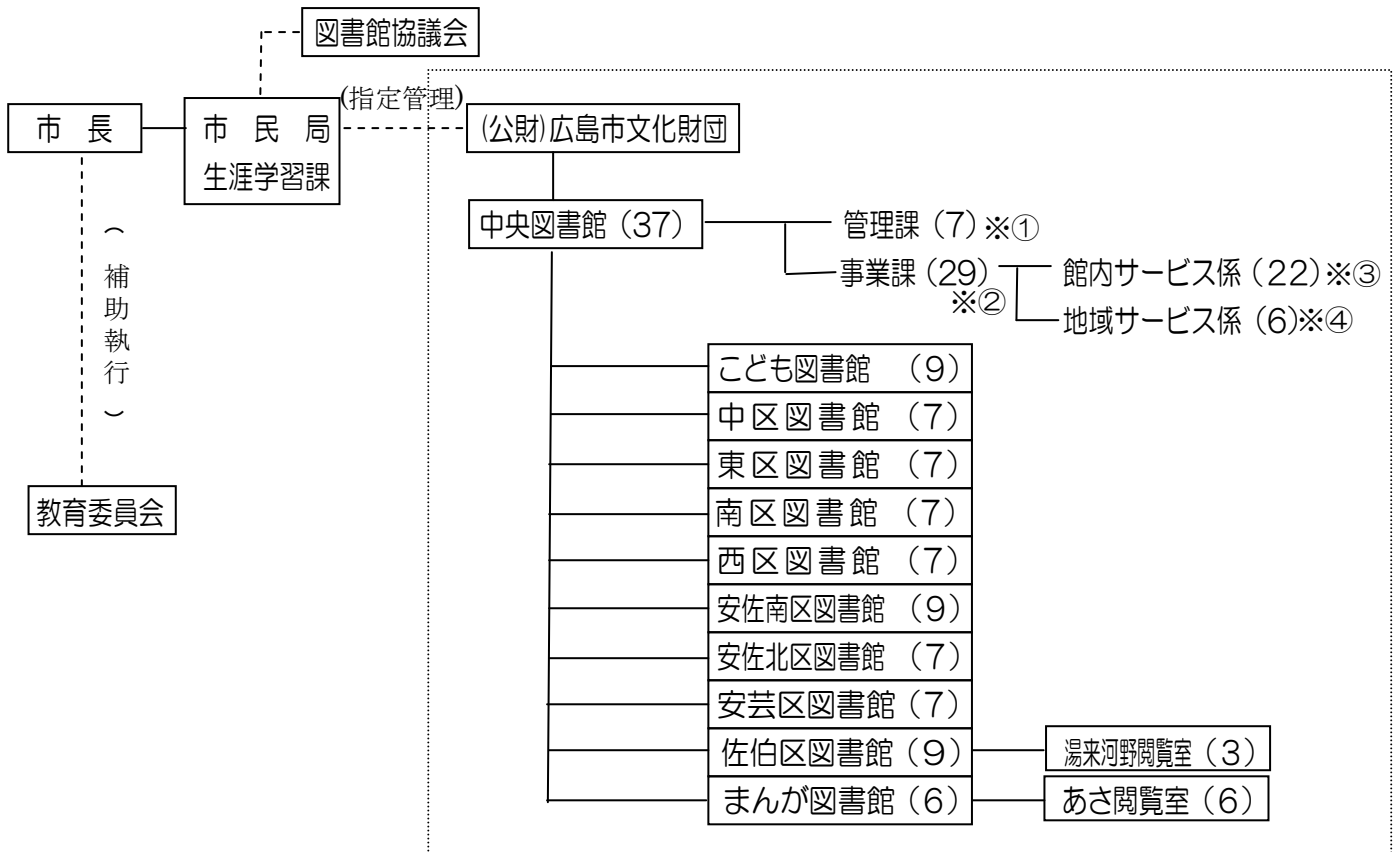 図書館協議会
(指定管理)
市長
市民局
生涯学習課
(公財)広島市文化財団
中央図書館（37）
管理課（7）※①
事業課（29）
※②
館内サービス係（22）※③
地域サービス係（6）※④
（補助執行）
教育委員会
こども図書館（9）
中区図書館（7）
東区図書館（7）
南区図書館（7）
西区図書館（7）
安佐南区図書館（9）
安佐北区図書館（7）
安芸区図書館（7）
佐伯区図書館（9）
湯来河野閲覧室（3）
まんが図書館（6）
あさ閲覧室（6）